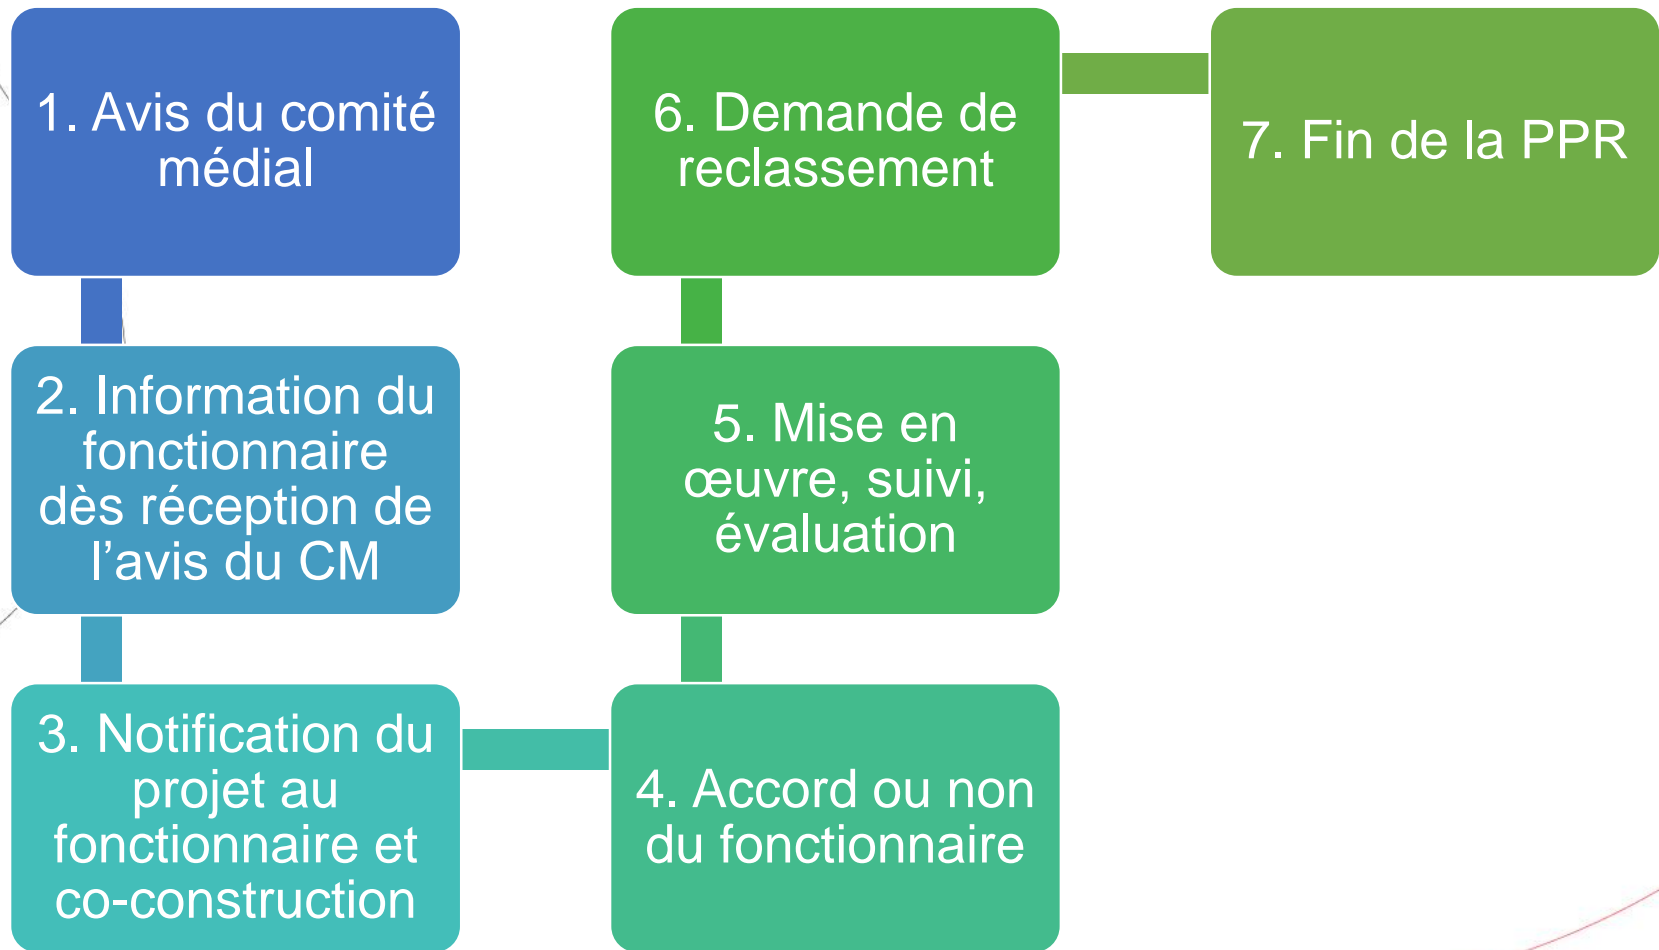 1. Avis du comité
médial
2. Information du
fonctionnaire
dès réception de
l’avis du CM
3. Notification du
projet au
fonctionnaire et
co-construction
4. Accord ou non
du fonctionnaire
5. Mise en
œuvre, suivi,
évaluation
6. Demande de
reclassement
7. Fin de la PPR